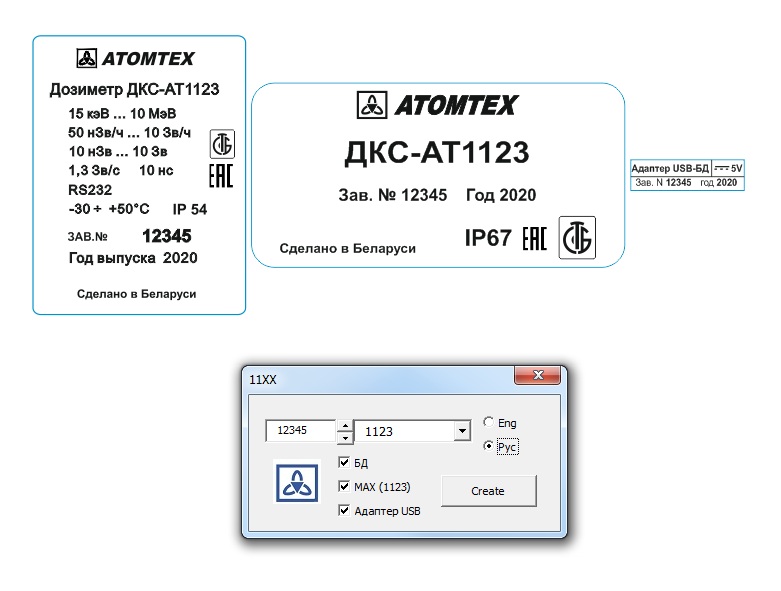 ATOMTEX
Дозиметр ДКС-АТ1123
15 кэВ ... 10 МэВ
50 нЗв/ч ... 10 Зв/ч
10 нЗв ... 10 Зв
1,3 Зв/с 10 нс
RS232
-30 ÷ +50°С IP 54
ЗАВ.№ 12345
Год выпуска 2020
Сделано в Беларуси
EAC
ATOMTEX
ДКС-АТ1123
Зав. № 12345 Год 2020
Сделано в Беларуси
IP67 EAC
Адаптер USB-БД 5V
Зав. N 12345 год 2020
11XX
12345 1123
Eng
Рус
БД
MAX (1123)
Адаптер USB
Create